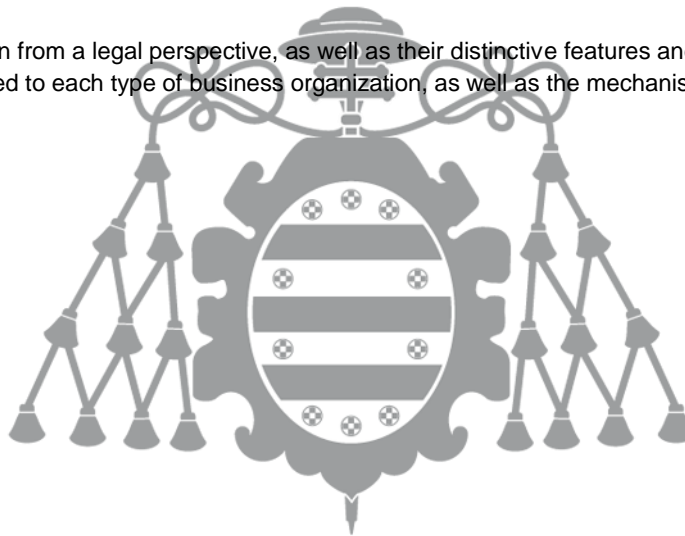 n from a legal perspective, as well as their distinctive features an
ed to each type of business organization, as well as the mechanis